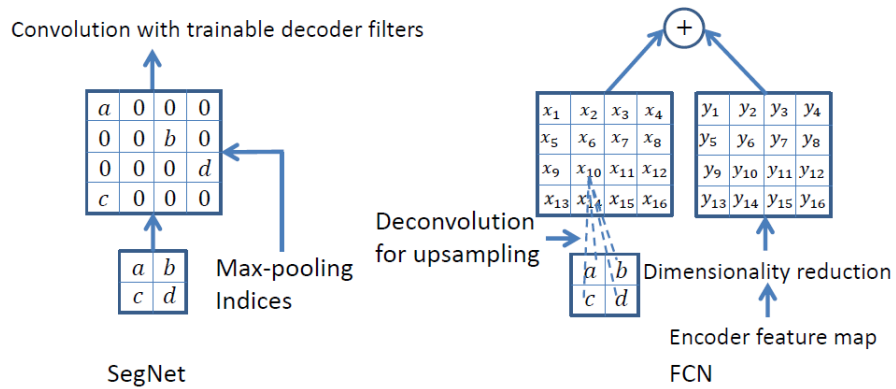 Convolution with trainable decoder filters
a 0 0 0
0 0 b 0
0 0 0 d
c 0 0 0
a b
c d
Max-pooling
Indices
SegNet
+
x₁ x₂ x₃ x₄
x₅ x₆ x₇ x₈
x₉ x₁₀ x₁₁ x₁₂
x₁₃ x₁₄ x₁₅ x₁₆
y₁ y₂ y₃ y₄
y₅ y₆ y₇ y₈
y₉ y₁₀ y₁₁ y₁₂
y₁₃ y₁₄ y₁₅ y₁₆
Deconvolution
for upsampling
a b
c d
Dimensionality reduction
Encoder feature map
FCN